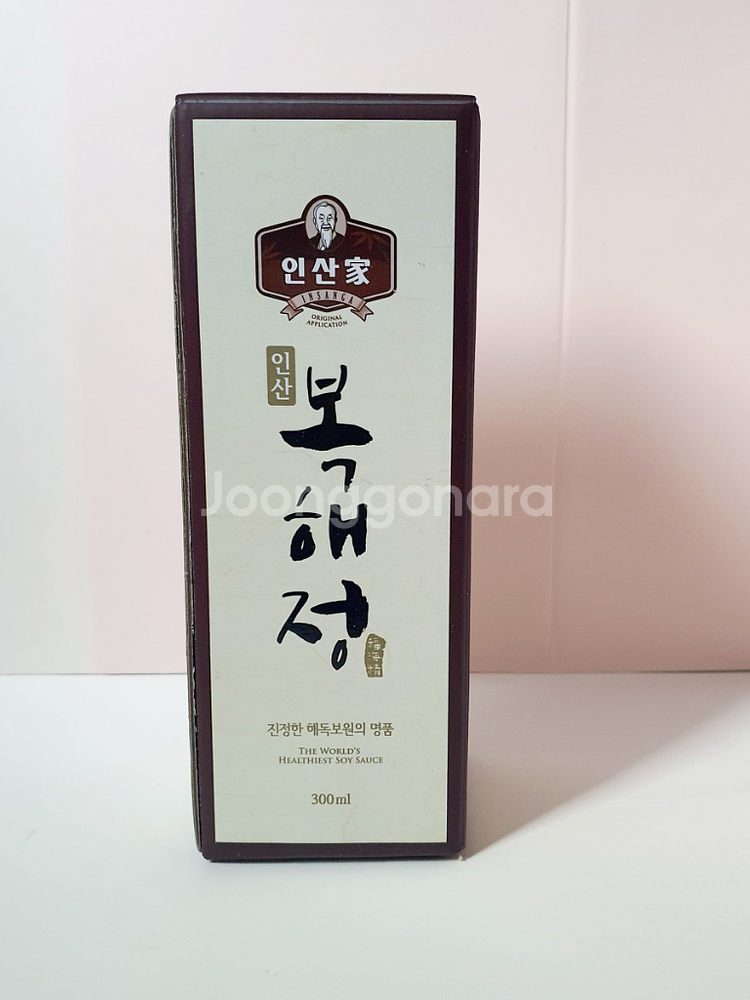 인산家
INSANGA
ORIGINAL
APPLICATION
인산
복해정
Joonggonara
진정한 해독보원의 명품
THE WORLD'S
HEALTHIEST SOY SAUCE
300ml